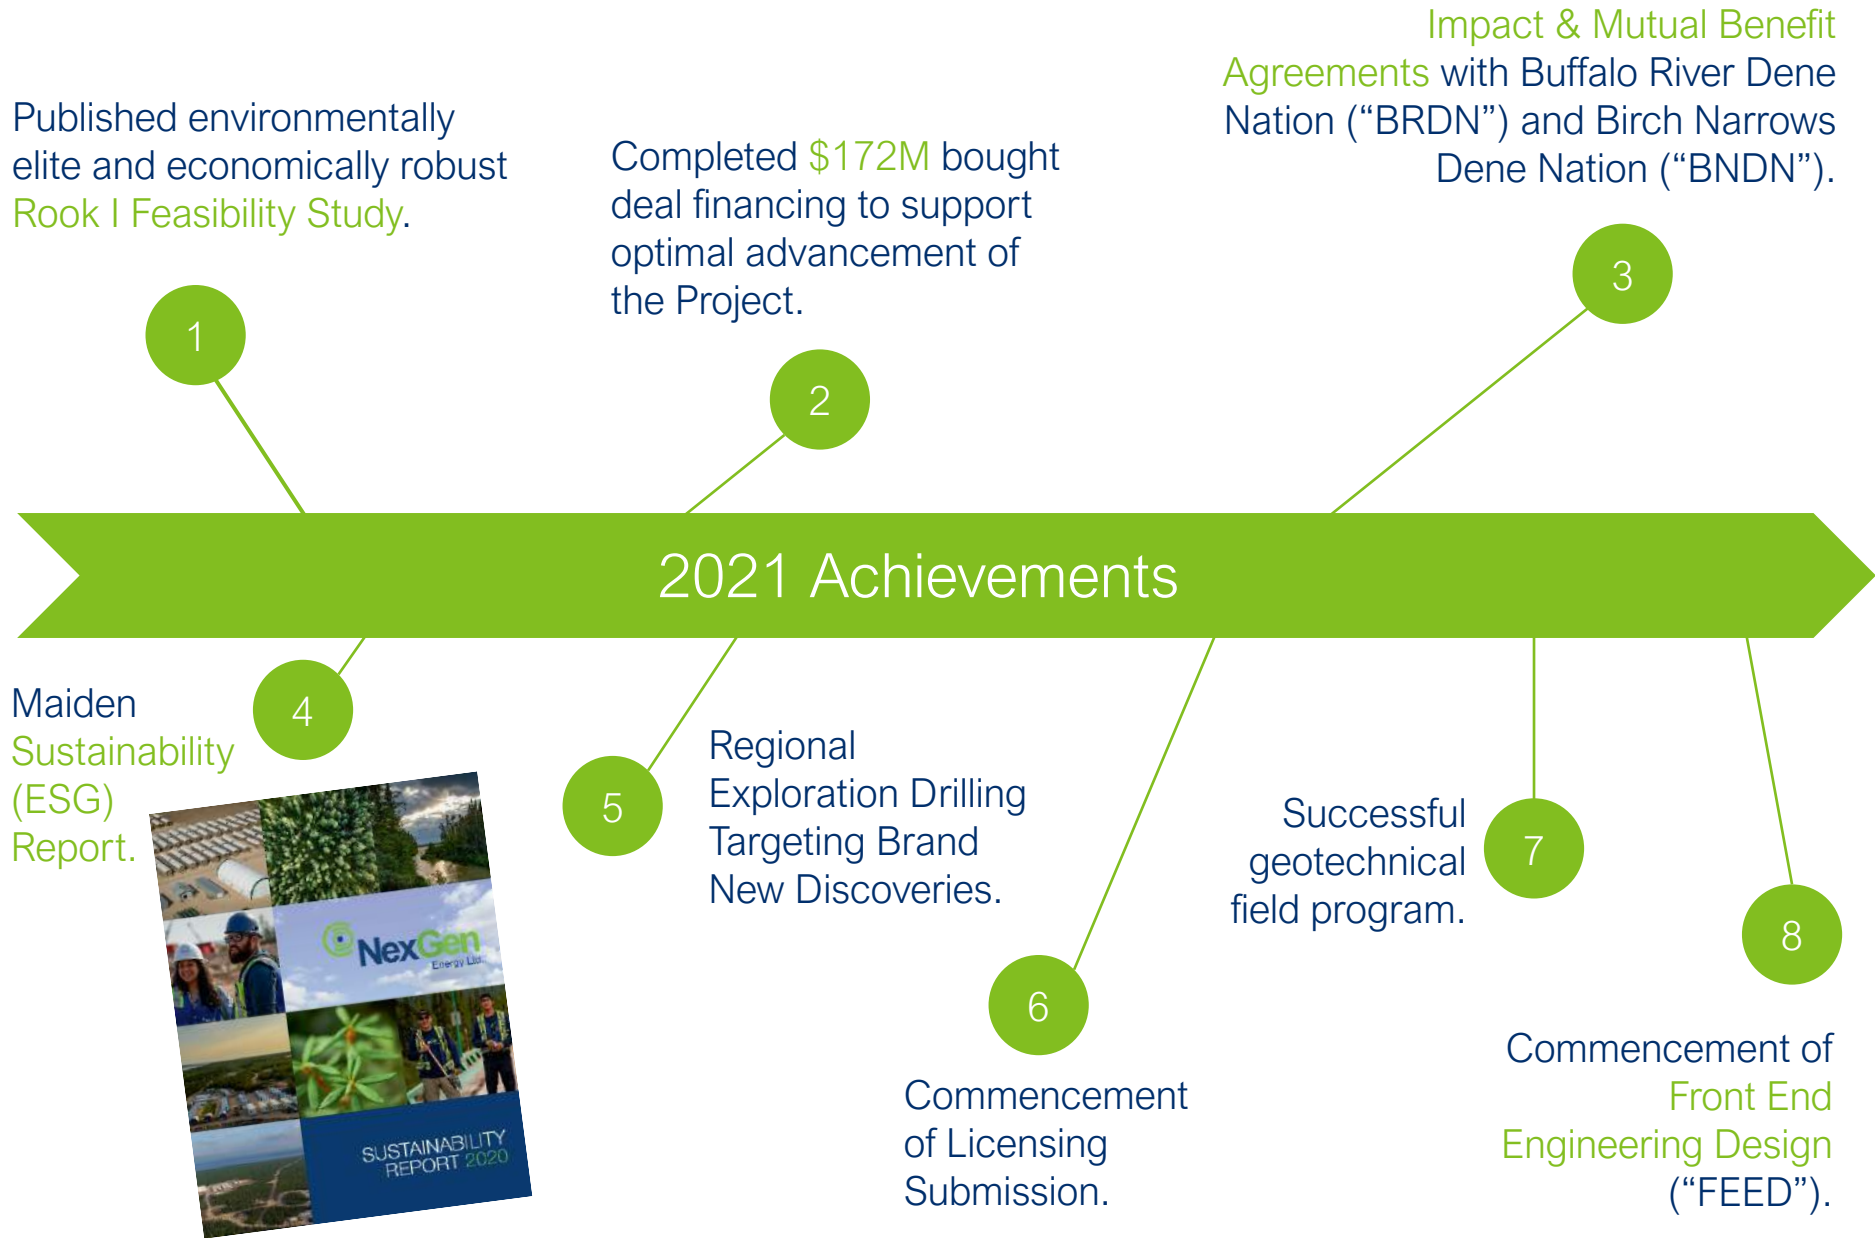 Published environmentally
elite and economically robust
Rook I Feasibility Study.
1
Completed $172M bought
deal financing to support
optimal advancement of
the Project.
2
Impact & Mutual Benefit
Agreements with Buffalo River Dene
Nation (“BRDN”) and Birch Narrows
Dene Nation (“BNDN”).
3
2021 Achievements
Maiden
Sustainability
(ESG)
Report.
4
NexGen
Energy Ltd.
SUSTAINABILITY
REPORT 2020
5
Regional
Exploration Drilling
Targeting Brand
New Discoveries.
6
Commencement
of Licensing
Submission.
Successful
geotechnical
field program.
7
8
Commencement of
Front End
Engineering Design
(“FEED”).